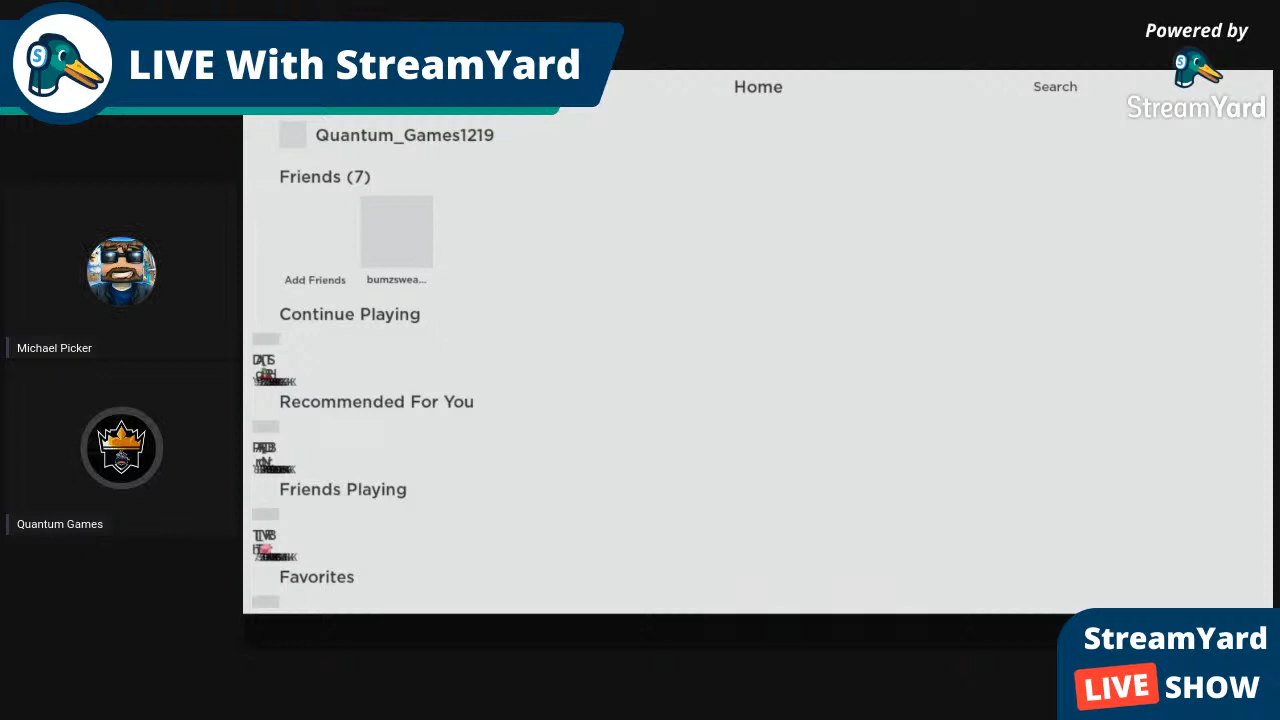 LIVE With StreamYard
Powered by
StreamYard
Home
Search
Quantum_Games1219
Friends (7)
Add Friends
bumzswea...
Continue Playing
Recommended For You
Friends Playing
Favorites
Michael Picker
Quantum Games
StreamYard
LIVE SHOW